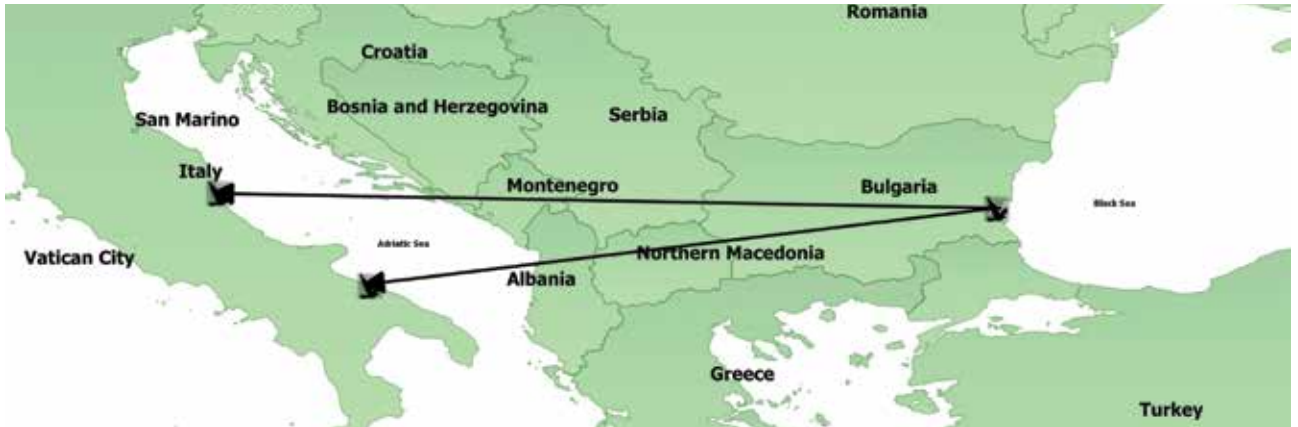 Romania
Croatia
Bosnia and Herzegovina
Serbia
San Marino
Italy
Montenegro
Bulgaria
Black Sea
Adriatic Sea
Vatican City
Northern Macedonia
Albania
Greece
Turkey